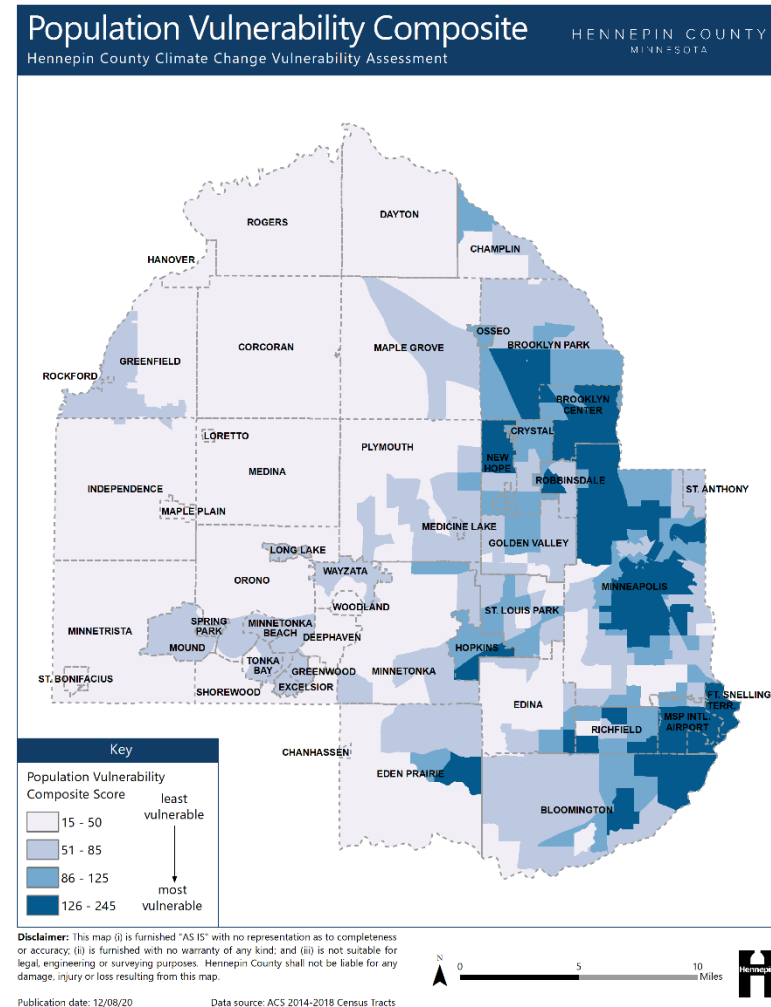 Population Vulnerability Composite
HENNEPIN COUNTY
MINNESOTA
Hennepin County Climate Change Vulnerability Assessment
ROGERS
DAYTON
CHAMPLIN
HANOVER
OSSEO
BROOKLYN PARK
CORCORAN
MAPLE GROVE
GREENFIELD
ROCKFORD
BROOKLYN
CENTER
CRYSTAL
LORETTO
PLYMOUTH
NEW
HOPE
MEDINA
ROBBINSDALE
INDEPENDENCE
ST. ANTHONY
MAPLE PLAIN
MEDICINE LAKE
GOLDEN VALLEY
LONG LAKE
WAYZATA
ORONO
MINNEAPOLIS
WOODLAND
ST. LOUIS PARK
SPRING
PARK
MINNETONKA
BEACH
MINNETRISTA
DEEPHAVEN
MOUND
HOPKINS
TONKA
BAY
GREENWOOD
MINNETONKA
ST. BONIFACIUS
EXCELSIOR
SHOREWOOD
FT. SNELLING
TERR.
EDINA
MSP INTL.
AIRPORT
RICHFIELD
CHANHASSEN
EDEN PRAIRIE
BLOOMINGTON
Key
Population Vulnerability
Composite Score
least
vulnerable
15 - 50
51 - 85
86 - 125
126 - 245
most
vulnerable
Disclaimer: This map (i) is furnished "AS IS" with no representation as to completeness
or accuracy; (ii) is furnished with no warranty of any kind; and (iii) is not suitable for
legal, engineering or surveying purposes. Hennepin County shall not be liable for any
damage, injury or loss resulting from this map.
N
0 5 10
Miles
Publication date: 12/08/20 Data source: ACS 2014-2018 Census Tracts